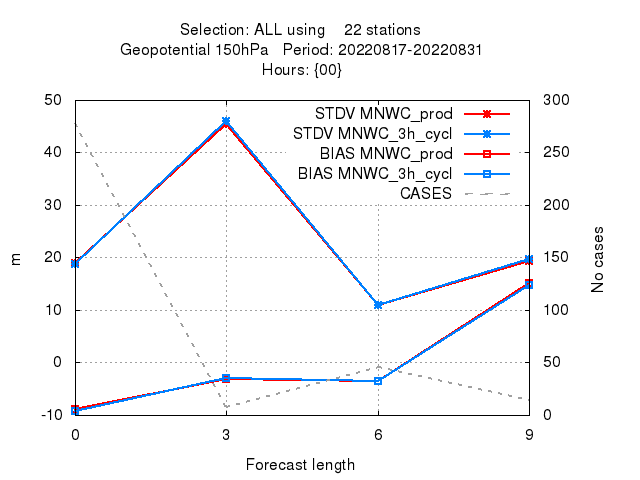 Selection: ALL using    22 stations
Geopotential 150hPa   Period: 20220817-20220831
Hours: {00}
50
40
30
20
10
0
-10
m
300
250
200
150
100
50
0
No cases
STDV MNWC_prod
STDV MNWC_3h_cycl
BIAS MNWC_prod
BIAS MNWC_3h_cycl
CASES
0 3 6 9
Forecast length